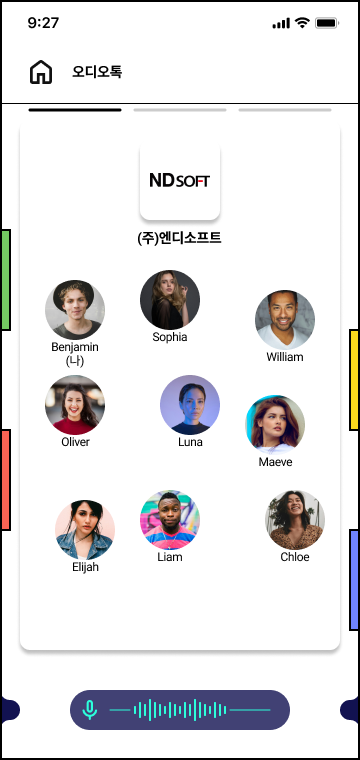 9:27
오디오톡
NDSOFT
(주)엔디소프트
Benjamin
(나)
Sophia
William
Oliver
Luna
Maeve
Elijah
Liam
Chloe